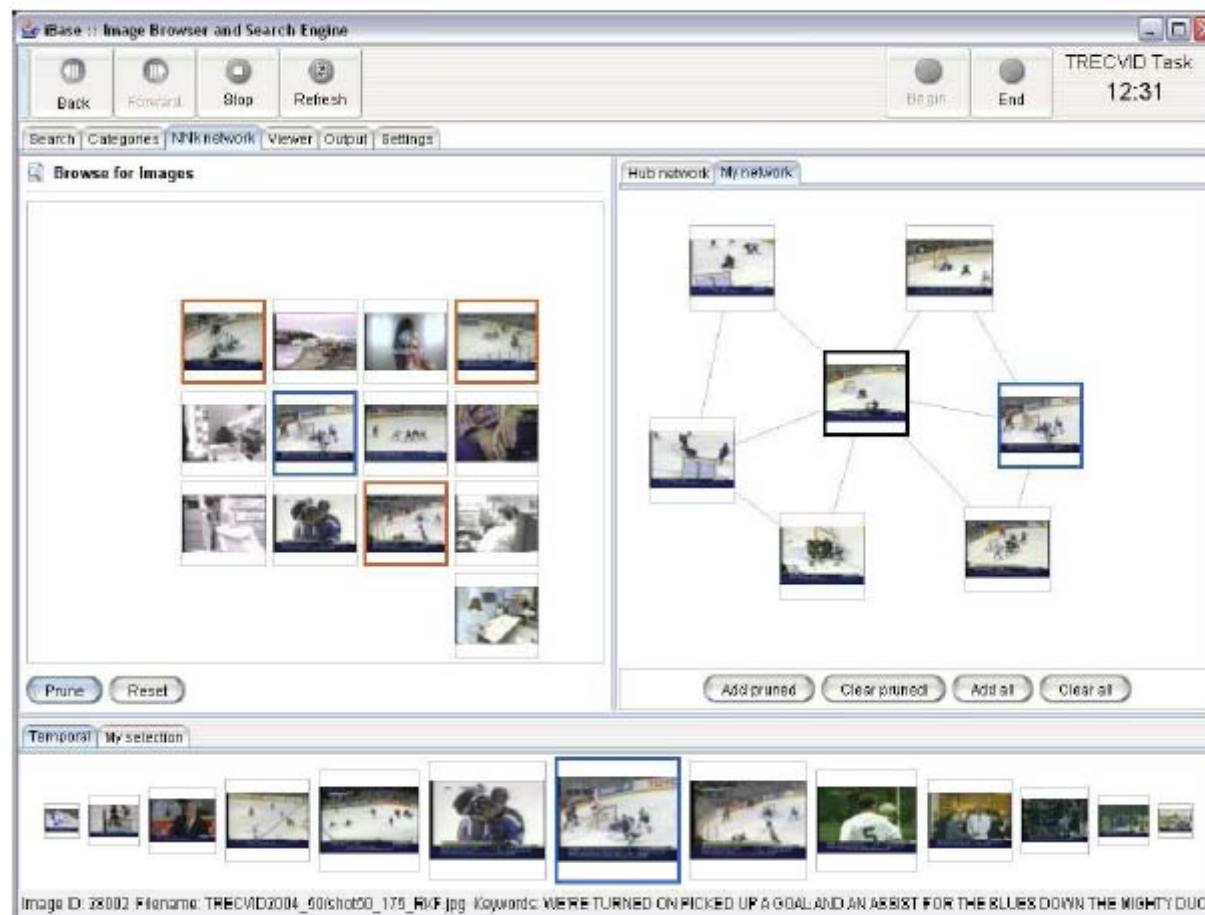 iBase :: Image Browser and Search Engine
Back
Forward
Stop
Refresh
Begin
End
TRECVID Task
12:31
Search
Categories
NNk network
Viewer
Output
Settings
Browse for Images
Hub network
My network
5
Prune
Reset
Add pruned
Clear pruned
Add all
Clear all
Temporal
My selection
Image ID: 28002 Filename: TRECVID2004_50/shot50_175_RKF.jpg Keywords: WE'RE TURNED ON PICKED UP A GOAL AND AN ASSIST FOR THE BLUES DOWN THE MIGHTY DUC